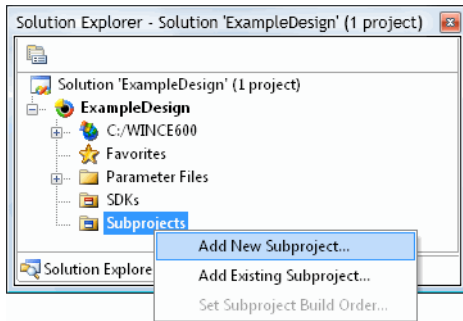 Solution Explorer - Solution 'ExampleDesign' (1 project)
Solution 'ExampleDesign' (1 project)
ExampleDesign
C:/WINCE600
Favorites
Parameter Files
SDKs
Subprojects
Add New Subproject...
Solution Explore
Add Existing Subproject...
Set Subproject Build Order...